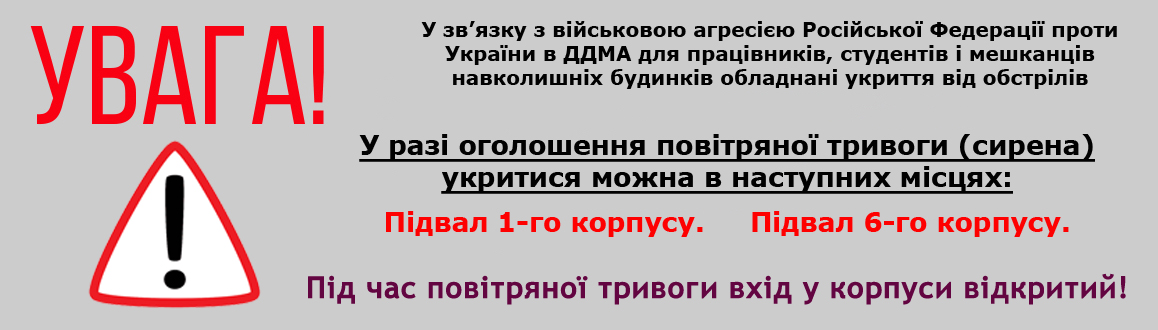 УВАГА!
У зв’язку з військовою агресією Російської Федерації проти
України в ДДМА для працівників, студентів і мешканців
навколишніх будинків обладнані укриття від обстрілів
У разі оголошення повітряної тривоги (сирена)
укритися можна в наступних місцях:
Підвал 1-го корпусу. Підвал 6-го корпусу.
Під час повітряної тривоги вхід у корпуси відкритий!